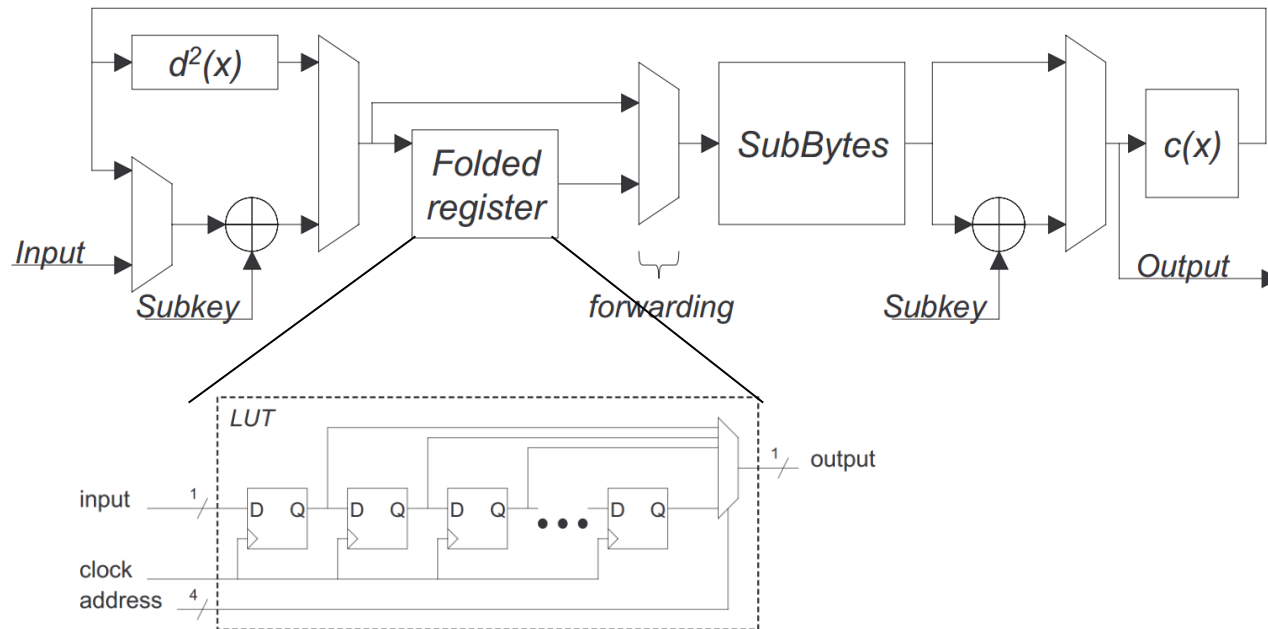 d²(x)
Folded
register
SubBytes
c(x)
Input
Subkey
forwarding
Subkey
Output
LUT
input
1
D Q
D Q
D Q
D Q
1
output
clock
address
4